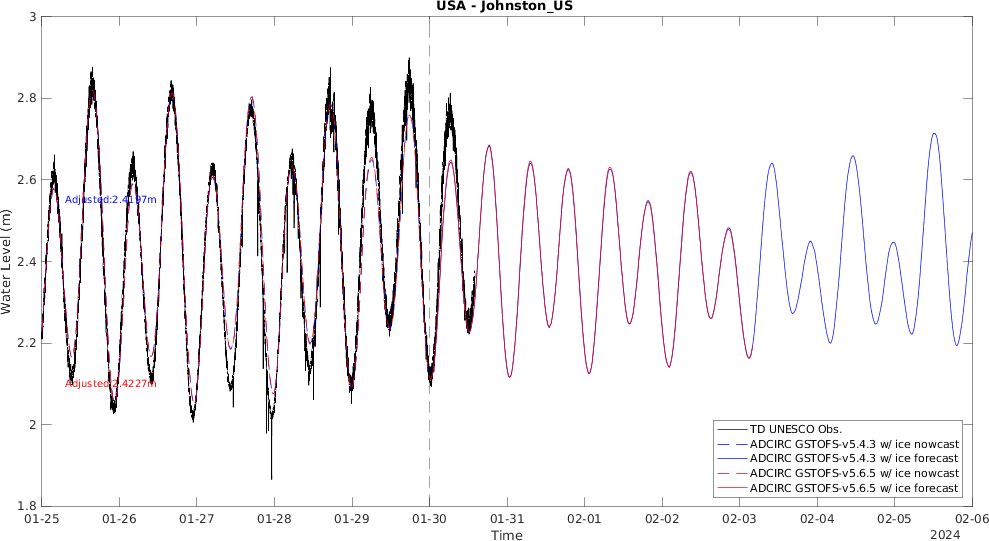 USA - Johnston_US
3
2.8
2.6
2.4
2.2
2
1.8
Water Level (m)
Adjusted:2.4197m
Adjusted:2.4227m
TD UNESCO Obs.
ADCIRC GSTOFS-v5.4.3 w/ ice nowcast
ADCIRC GSTOFS-v5.4.3 w/ ice forecast
ADCIRC GSTOFS-v5.6.5 w/ ice nowcast
ADCIRC GSTOFS-v5.6.5 w/ ice forecast
01-25 01-26 01-27 01-28 01-29 01-30 01-31 02-01 02-02 02-03 02-04 02-05 02-06
Time
2024